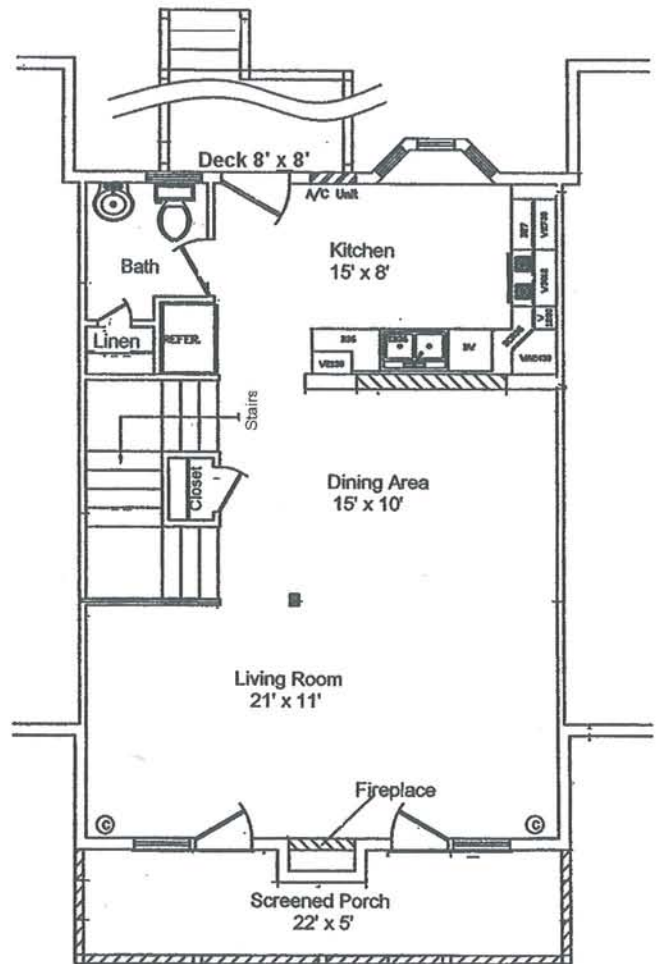 Deck 8' x 8'
A/C Unit
Kitchen
15' x 8'
Bath
Linen
REFER.
Stairs
Closet
Dining Area
15' x 10'
Living Room
21' x 11'
Fireplace
C
C
Screened Porch
22' x 5'